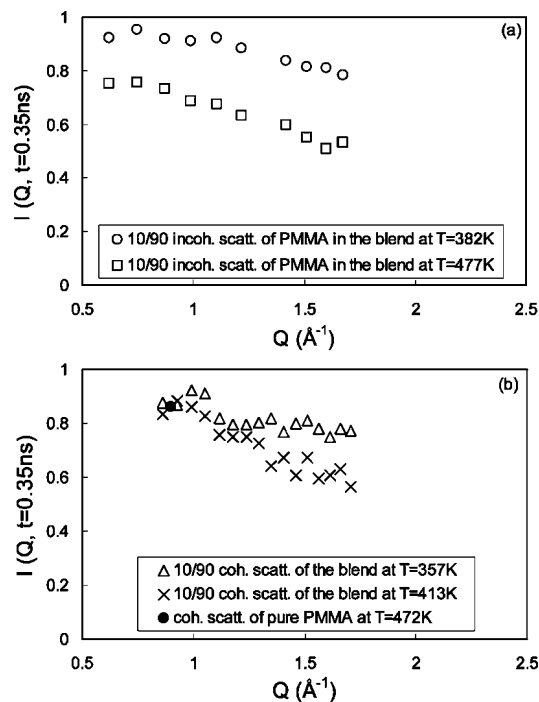 (a)
1
0.8
0.6
0.4
0.2
0
I (Q, t=0.35ns)
10/90 incoh. scatt. of PMMA in the blend at T=382K
10/90 incoh. scatt. of PMMA in the blend at T=477K
0.5 1 1.5 2 2.5
Q (Å⁻¹)
(b)
1
0.8
0.6
0.4
0.2
0
I (Q, t=0.35ns)
10/90 coh. scatt. of the blend at T=357K
10/90 coh. scatt. of the blend at T=413K
coh. scatt. of pure PMMA at T=472K
0.5 1 1.5 2 2.5
Q (Å⁻¹)